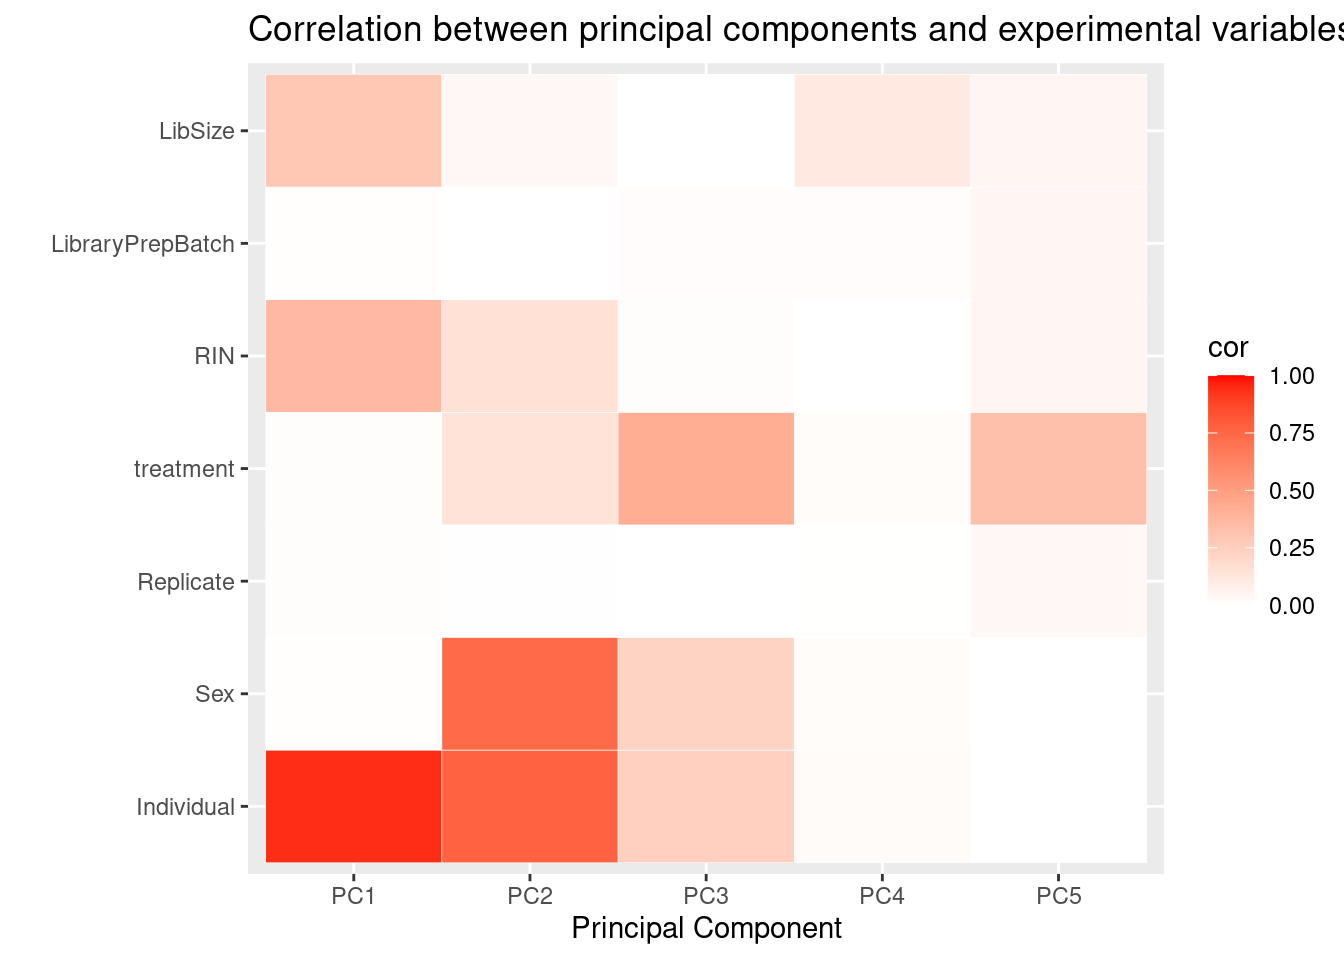 Correlation between principal components and experimental variables
LibSize
LibraryPrepBatch
RIN
treatment
Replicate
Sex
Individual
PC1 PC2 PC3 PC4 PC5
Principal Component
cor
1.00
0.75
0.50
0.25
0.00